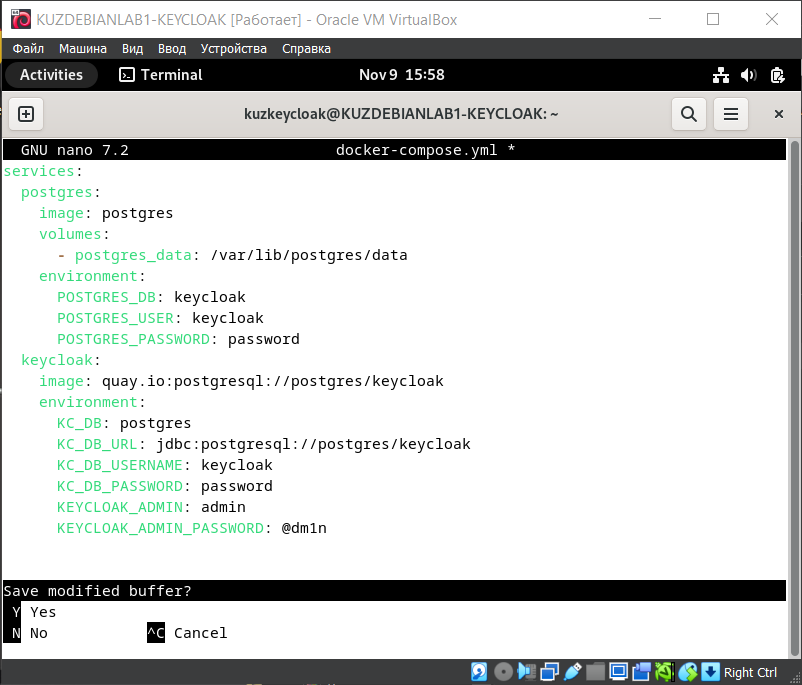 KUZDEBIANLAB1-KEYCLOAK [Работает] - Oracle VM VirtualBox
Файл Машина Вид Ввод Устройства Справка
Activities Terminal Nov 9 15:58
kuzkeycloak@KUZDEBIANLAB1-KEYCLOAK: ~
GNU nano 7.2 docker-compose.yml *
services:
  postgres:
    image: postgres
    volumes:
      - postgres_data: /var/lib/postgres/data
    environment:
      POSTGRES_DB: keycloak
      POSTGRES_USER: keycloak
      POSTGRES_PASSWORD: password
  keycloak:
    image: quay.io:postgresql://postgres/keycloak
    environment:
      KC_DB: postgres
      KC_DB_URL: jdbc:postgresql://postgres/keycloak
      KC_DB_USERNAME: keycloak
      KC_DB_PASSWORD: password
      KEYCLOAK_ADMIN: admin
      KEYCLOAK_ADMIN_PASSWORD: @dm1n
Save modified buffer?
Y Yes
N No ^C Cancel
Right Ctrl